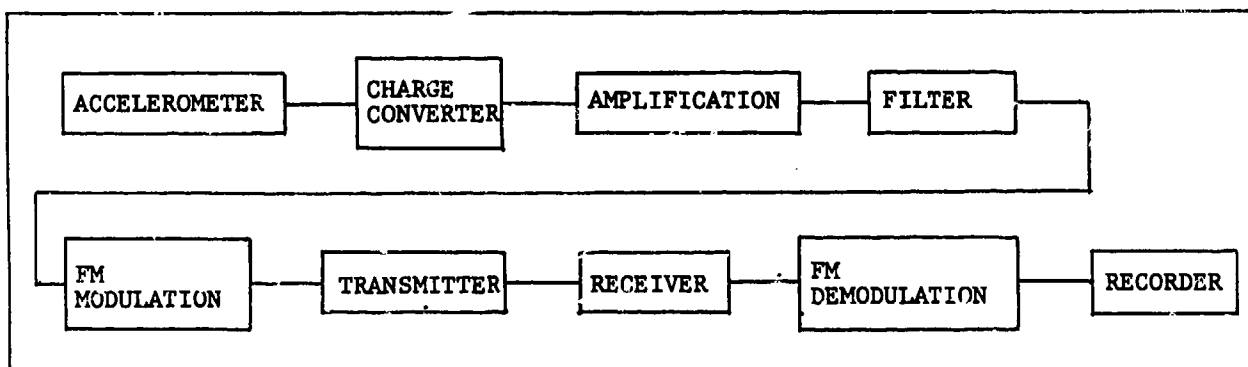 ACCELEROMETER
CHARGE
CONVERTER
AMPLIFICATION
FILTER
FM
MODULATION
TRANSMITTER
RECEIVER
FM
DEMODULATION
RECORDER